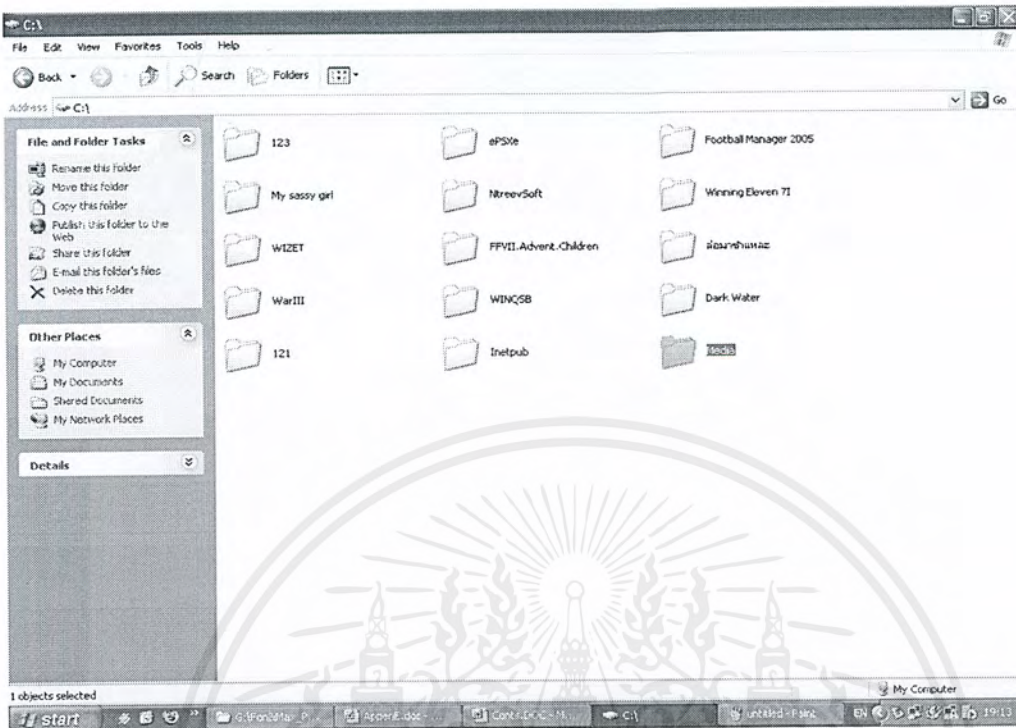 C:\
File Edit View Favorites Tools Help
Back Search Folders
Address C:\ Go
File and Folder Tasks
Rename this folder
Move this folder
Copy this folder
Publish this folder to the Web
Share this folder
E-mail this folder's files
Delete this folder
Other Places
My Computer
My Documents
Shared Documents
My Network Places
Details
123 ePSXe Football Manager 2005
My sassy girl NtreevSoft Winning Eleven 7I
WIZET FFVII.Advent.Children
WarIII WINQSB Dark Water
121 Inetpub Media
1 objects selected My Computer
start C:\ untitled - Paint EN 19:13